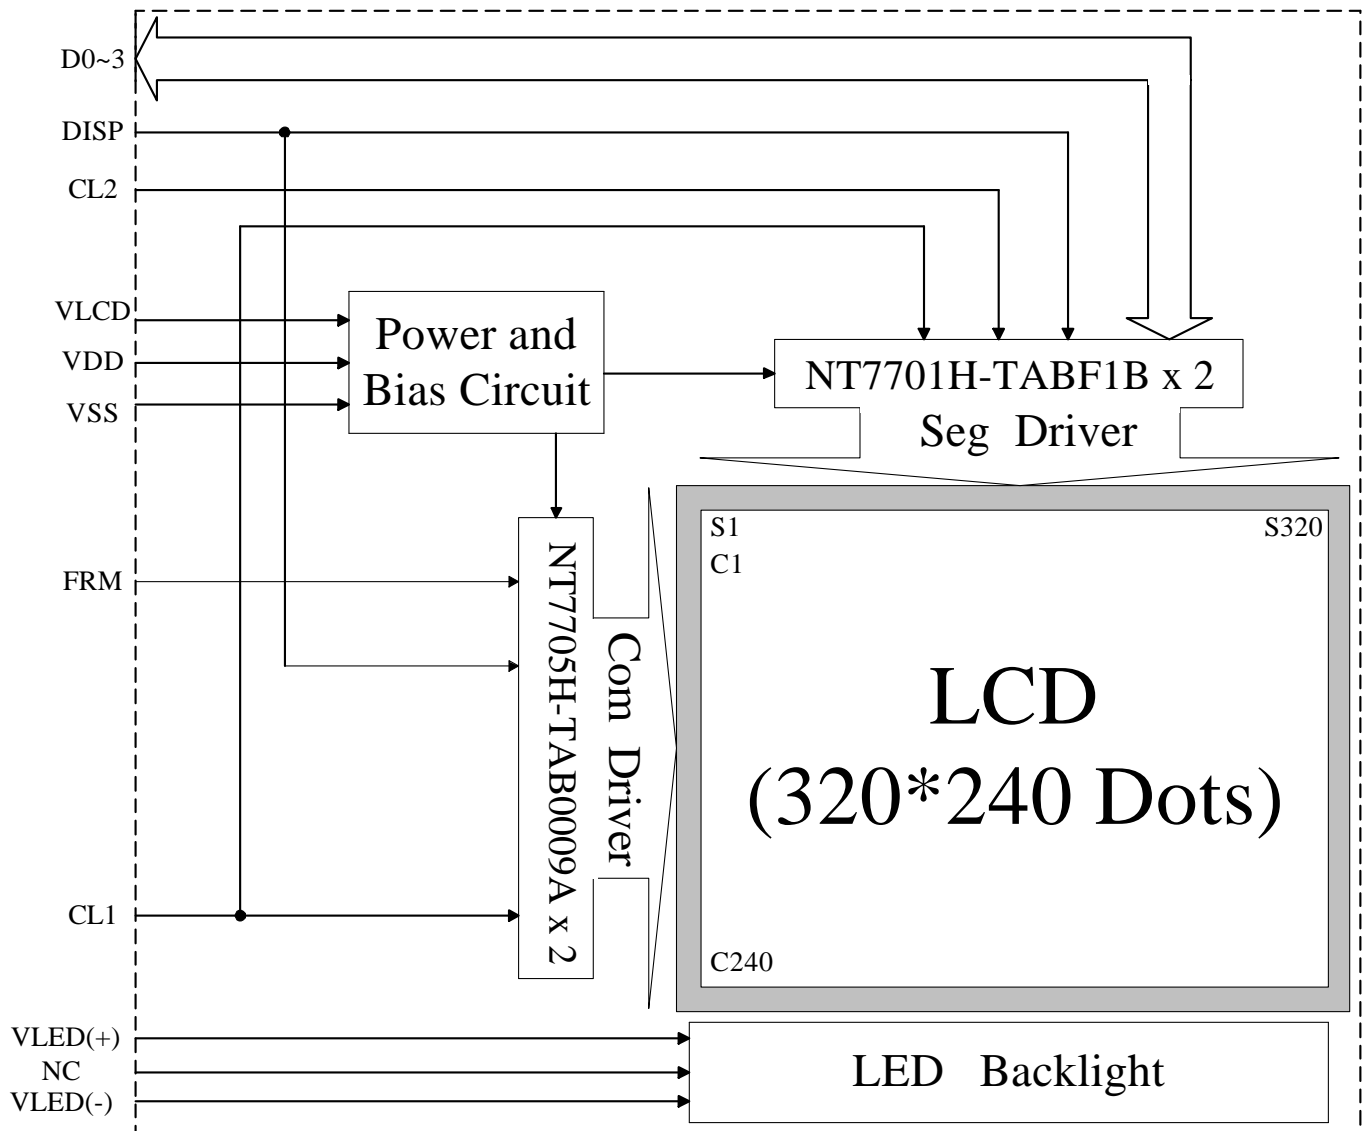 D0~3
DISP
CL2
VLCD
VDD
VSS
Power and
Bias Circuit
NT7701H-TABF1B x 2
Seg Driver
FRM
CL1
NT7705H-TAB0009A x 2
Com Driver
S1
S320
C1
LCD
(320*240 Dots)
C240
VLED(+)
NC
VLED(-)
LED Backlight